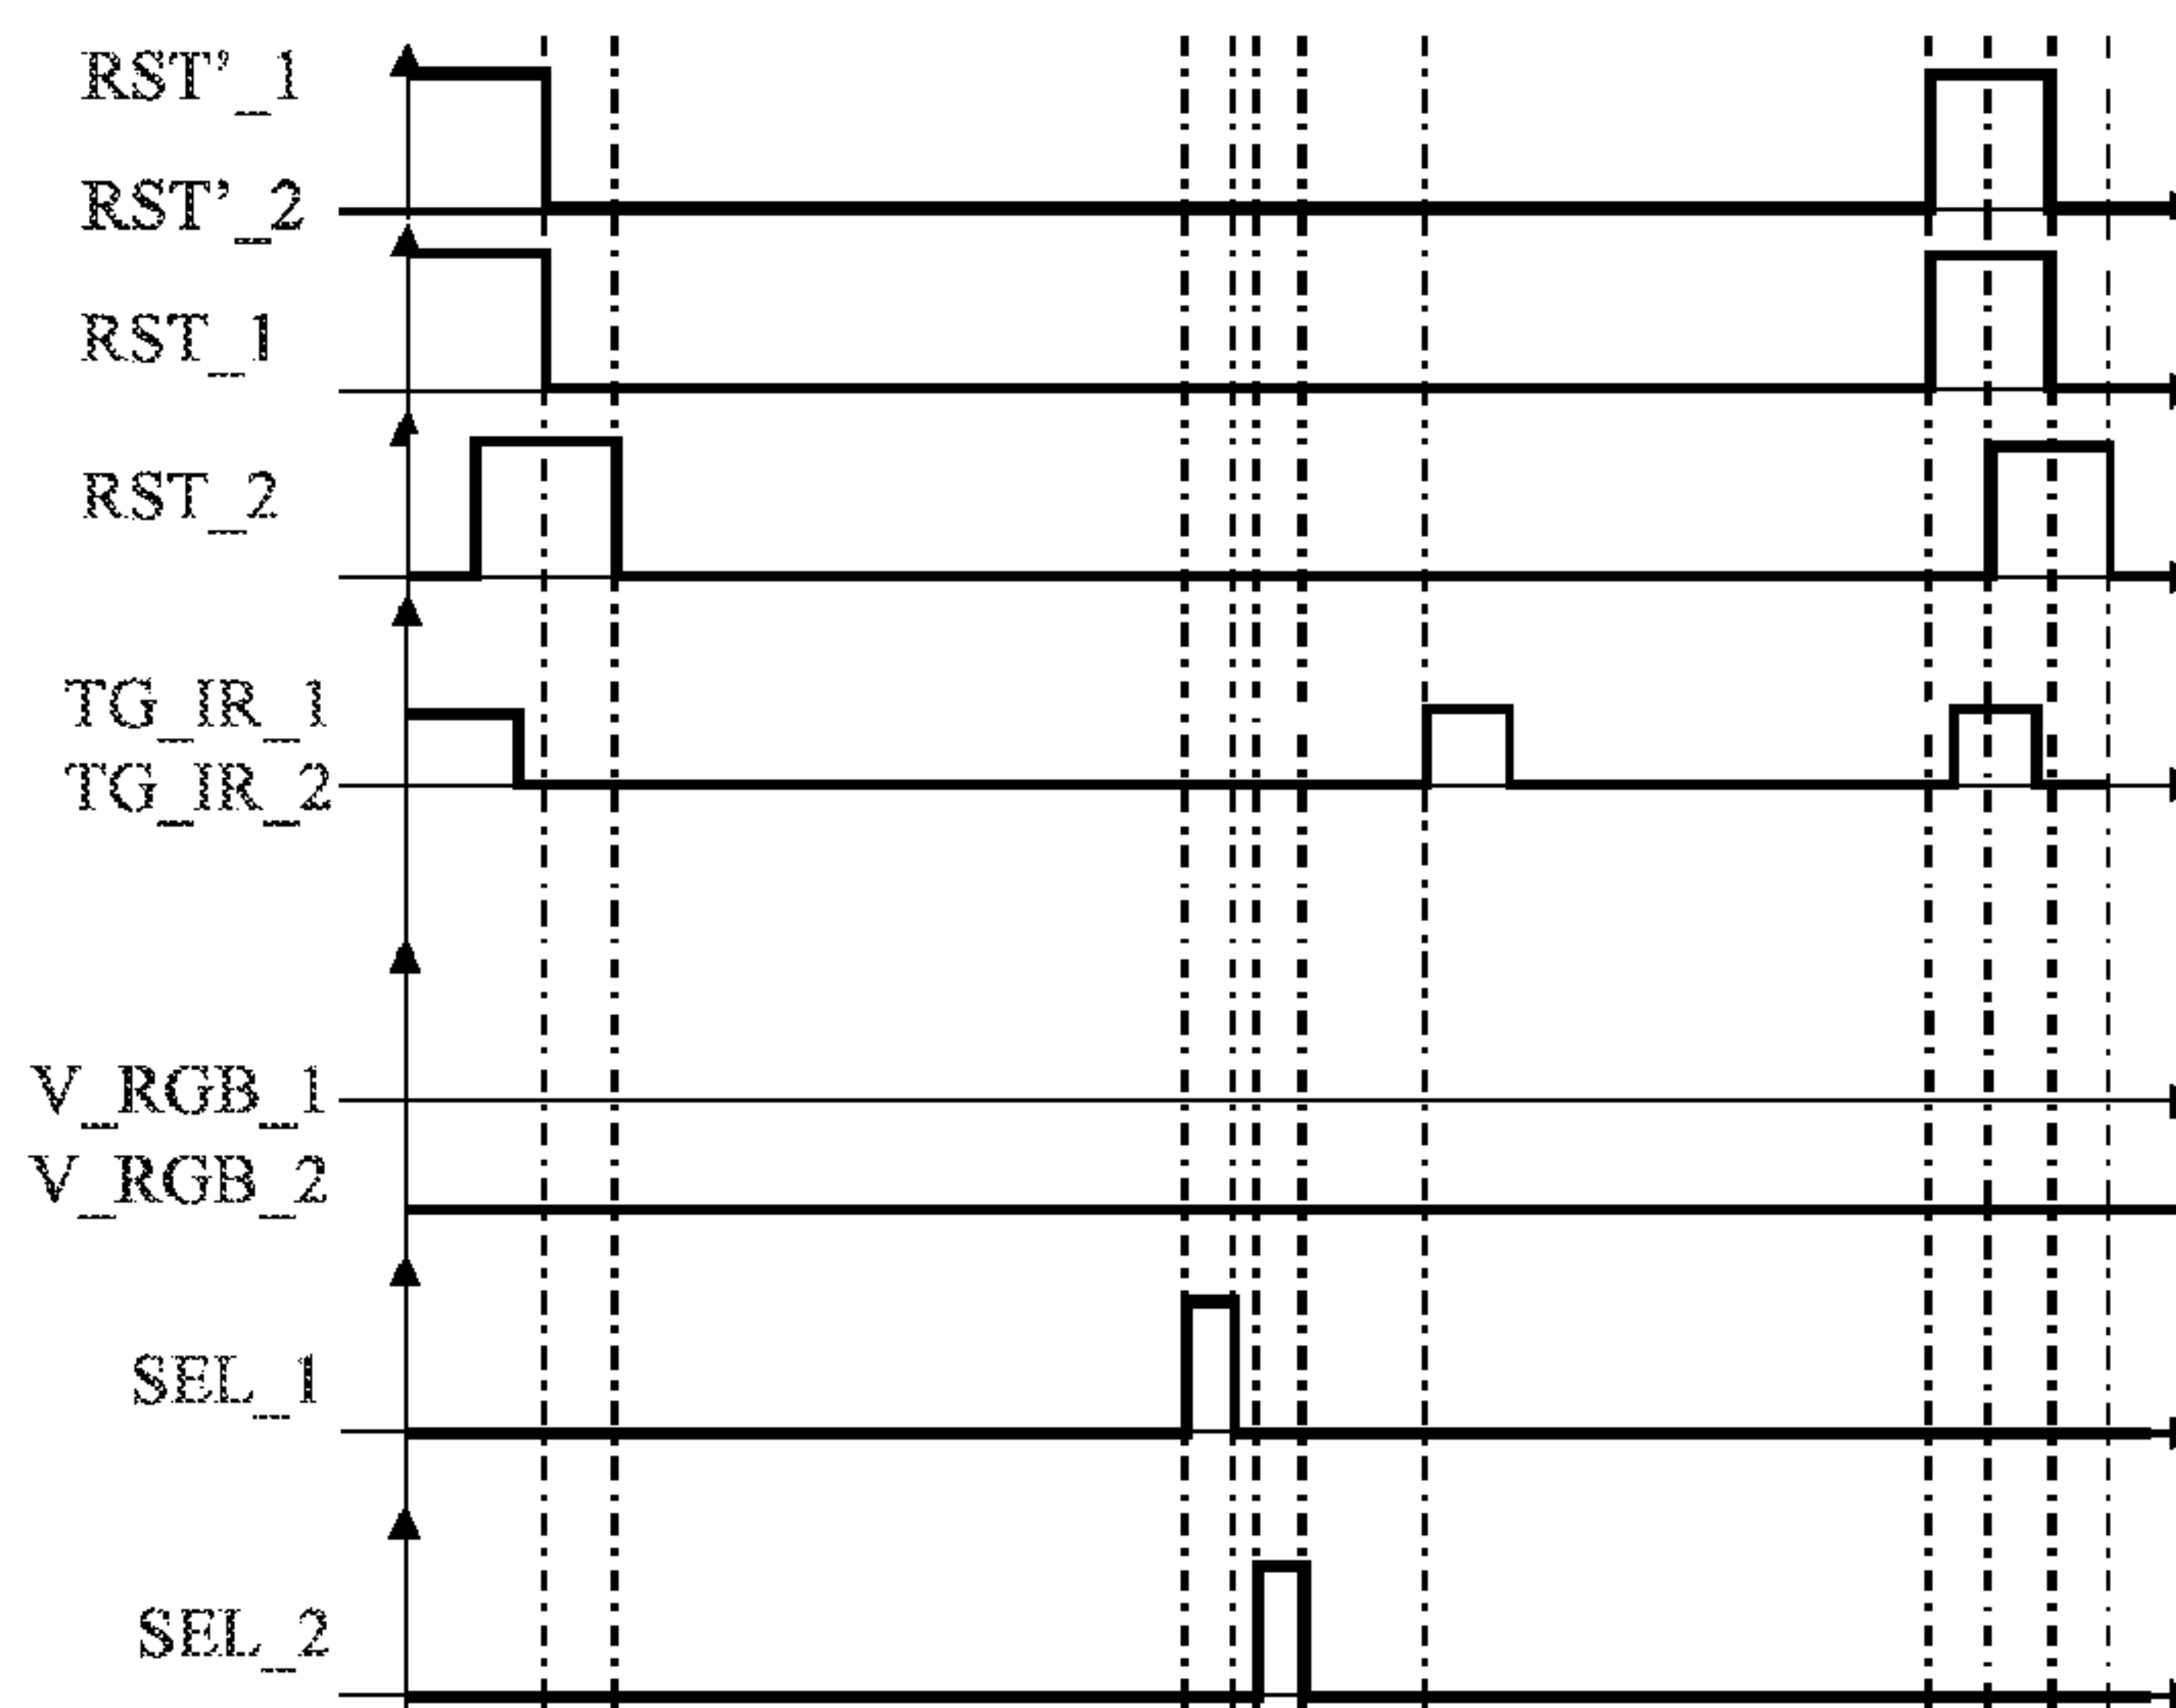 RST’_1
RST’_2
RST_1
RST_2
TG_IR_1
TG_IR_2
V_RGB_1
V_RGB_2
SEL_1
SEL_2